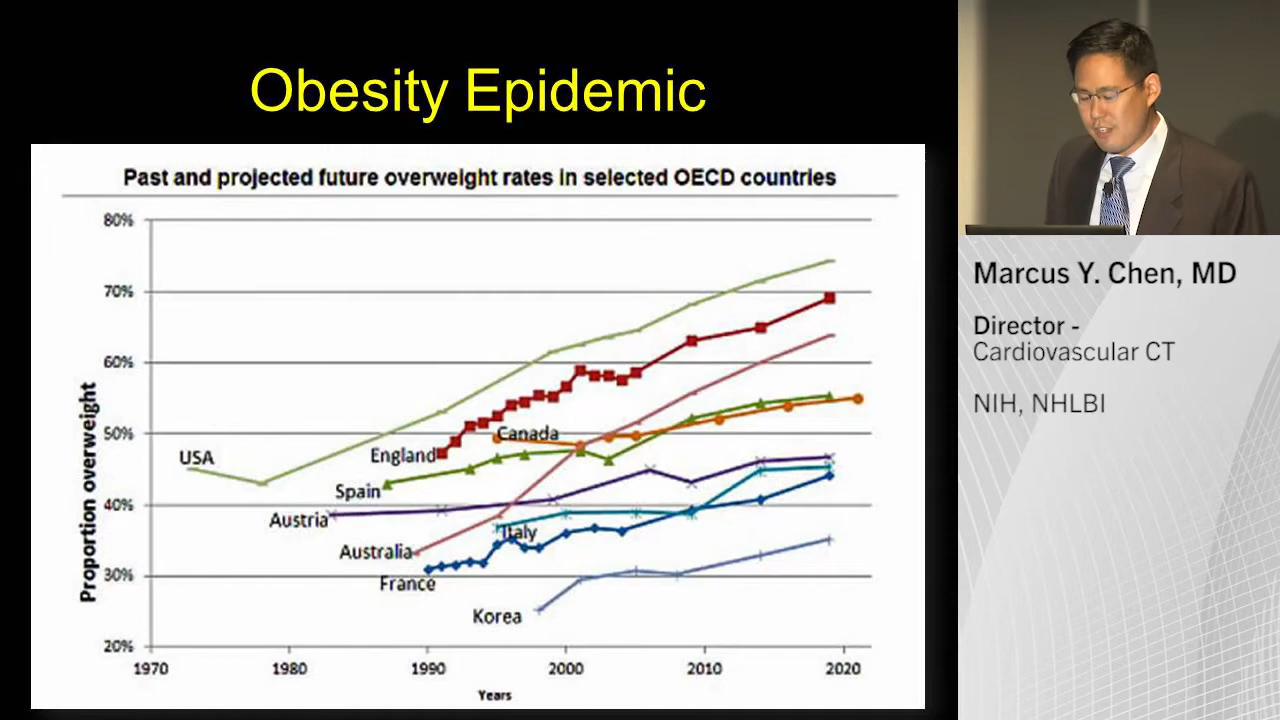 Obesity Epidemic
Past and projected future overweight rates in selected OECD countries
80%
70%
60%
50%
40%
30%
20%
Proportion overweight
USA
England
Canada
Spain
Austria
Australia
Italy
France
Korea
1970
1980
1990
2000
2010
2020
Years
Marcus Y. Chen, MD
Director -
Cardiovascular CT
NIH, NHLBI